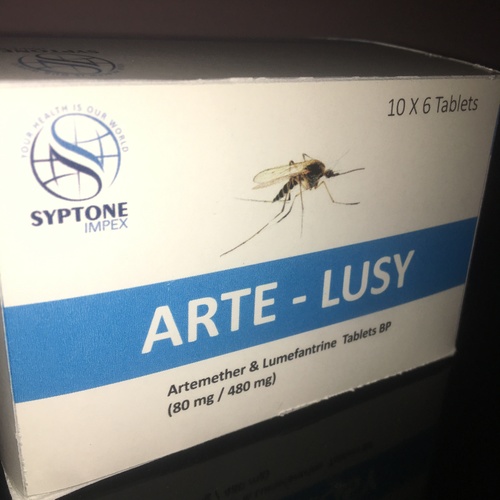 YOUR HEALTH IS OUR WORLD
SYPTONE
IMPEX
10 X 6 Tablets
ARTE - LUSY
Artemether & Lumefantrine Tablets BP
(80 mg / 480 mg)